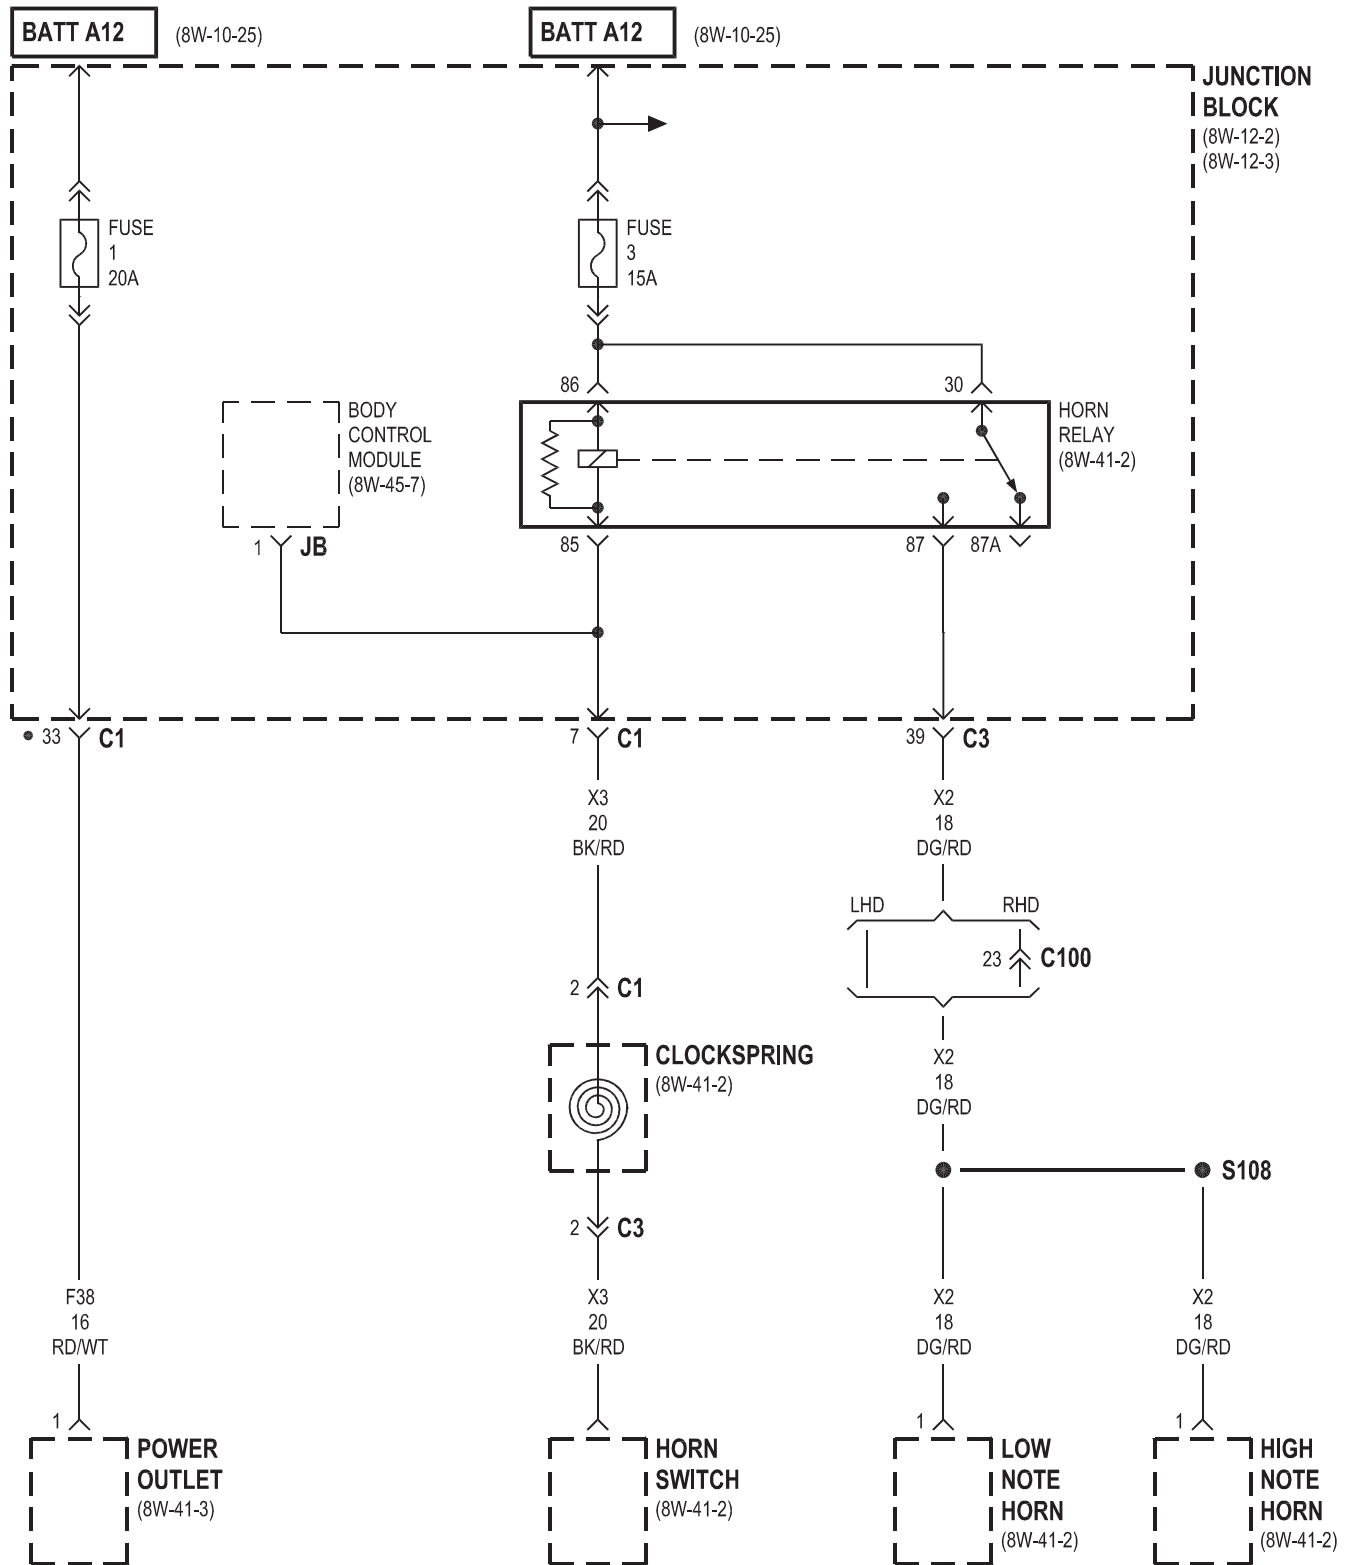 BATT A12
(8W-10-25)
BATT A12
(8W-10-25)
JUNCTION
BLOCK
(8W-12-2)
(8W-12-3)
FUSE
1
20A
FUSE
3
15A
BODY
CONTROL
MODULE
(8W-45-7)
1
JB
86
30
HORN
RELAY
(8W-41-2)
85
87
87A
33
C1
7
C1
39
C3
X3
20
BK/RD
X2
18
DG/RD
LHD
RHD
23
C100
2
C1
CLOCKSPRING
(8W-41-2)
X2
18
DG/RD
S108
2
C3
F38
16
RD/WT
X3
20
BK/RD
X2
18
DG/RD
X2
18
DG/RD
1
POWER
OUTLET
(8W-41-3)
HORN
SWITCH
(8W-41-2)
1
LOW
NOTE
HORN
(8W-41-2)
1
HIGH
NOTE
HORN
(8W-41-2)